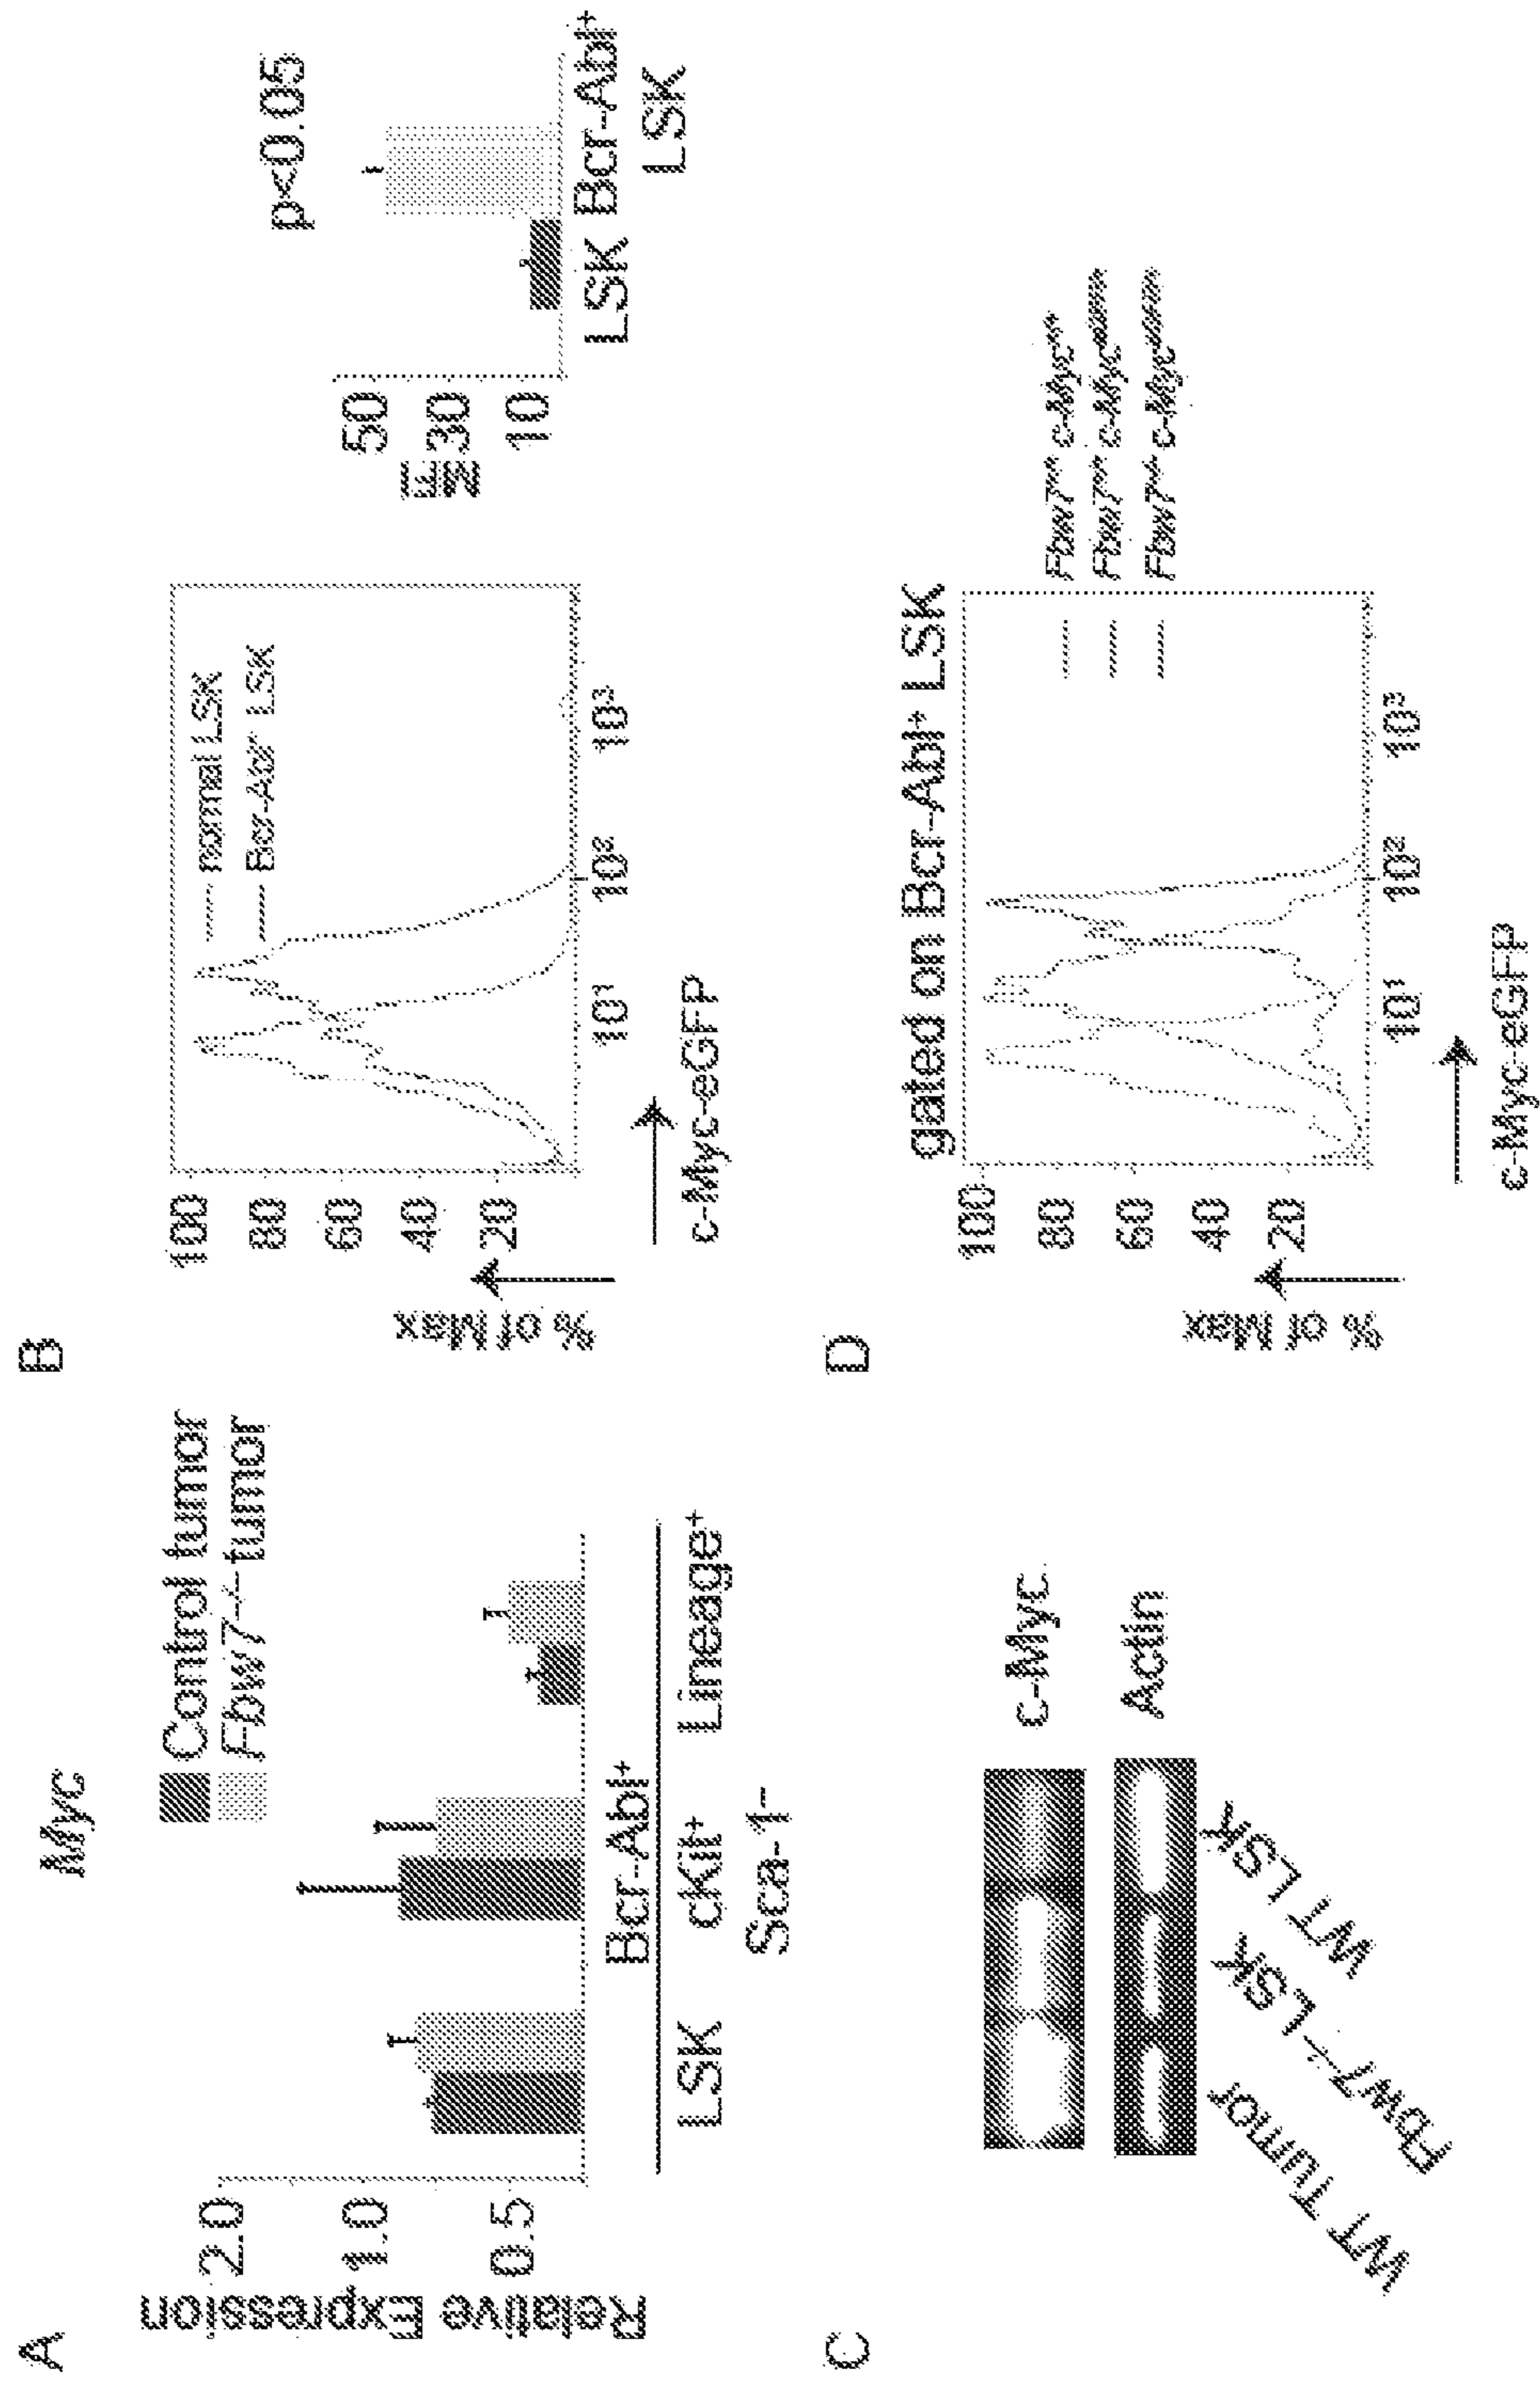 A
Myc
Control tumor
Fbw7-/- tumor
Relative Expression
2.0
1.0
0.5
Bcr-Abl+
LSK
cKit+
Lineage+
Sca-1-
B
% of Max
100
80
60
40
20
normal LSK
Bcr-Abl+ LSK
10¹
10²
10³
c-Myc-eGFP
p<0.05
MFI
50
30
10
LSK
Bcr-Abl+
LSK
C
c-Myc
Actin
WT Tumor
Fbw7-/- LSK
WT LSK
D
gated on Bcr-Abl+ LSK
% of Max
100
80
60
40
20
10¹
10²
10³
c-Myc-eGFP